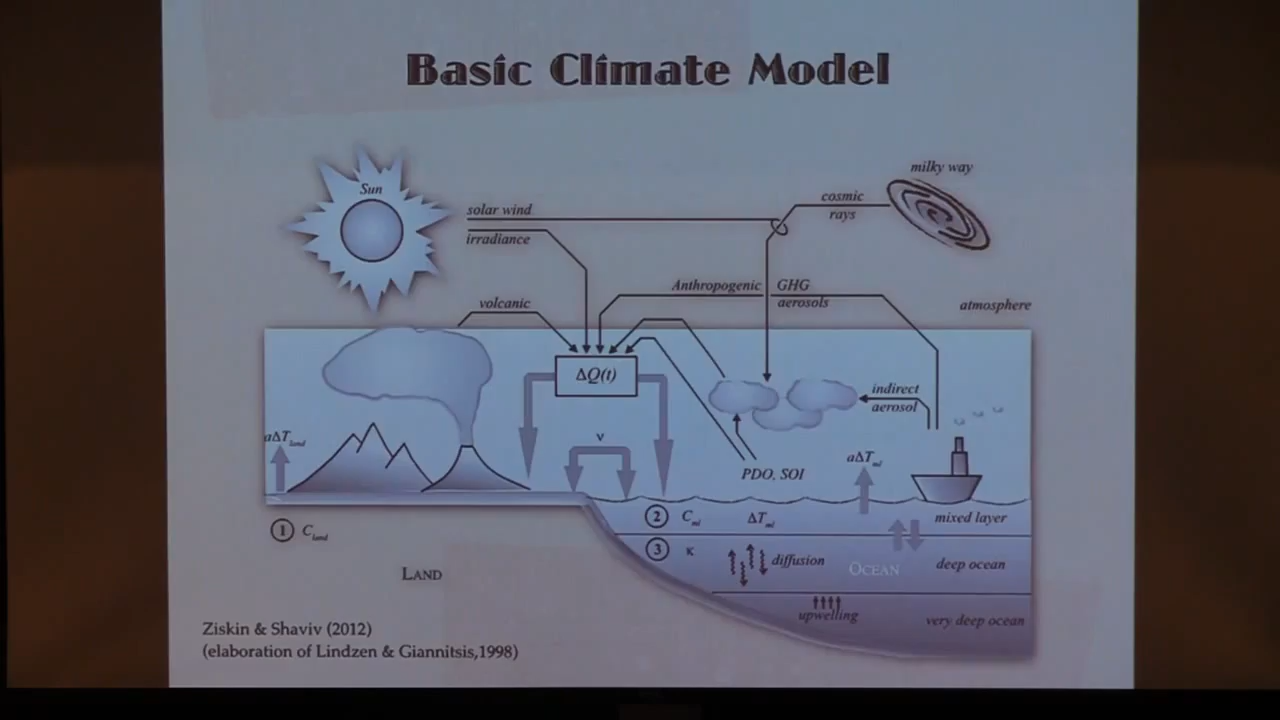 Basic Climate Model
milky way
Sun
cosmic
rays
solar wind
irradiance
Anthropogenic GHG
aerosols
volcanic
atmosphere
ΔQ(t)
indirect
aerosol
aΔT_land
ν
aΔT_ml
PDO, SOI
① C_land
② C_ml ΔT_ml mixed layer
③ κ diffusion OCEAN deep ocean
LAND
upwelling very deep ocean
Ziskin & Shaviv (2012)
(elaboration of Lindzen & Giannitsis,1998)